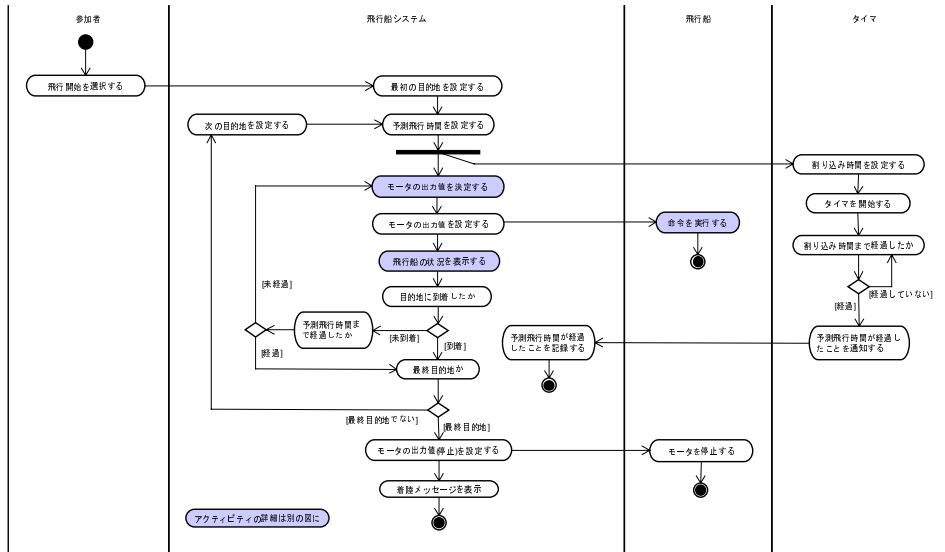 参加者
飛行船システム
飛行船
タイマ
飛行開始を選択する
最初の目的地を設定する
次の目的地を設定する
予測飛行時間を設定する
割り込み時間を設定する
モータの出力値を決定する
タイマを開始する
モータの出力値を設定する
命令を実行する
割り込み時間まで経過したか
飛行船の状況を表示する
[未経過]
目的地に到着したか
[経過していない]
[経過]
予測飛行時間ま
で経過したか
[未到着]
[到着]
予測飛行時間が経過
したことを記録する
予測飛行時間が経過し
たことを通知する
[経過]
最終目的地か
[最終目的地でない]
[最終目的地]
モータの出力値(停止)を設定する
モータを停止する
着陸メッセージを表示
アクティビティの詳細は別の図に